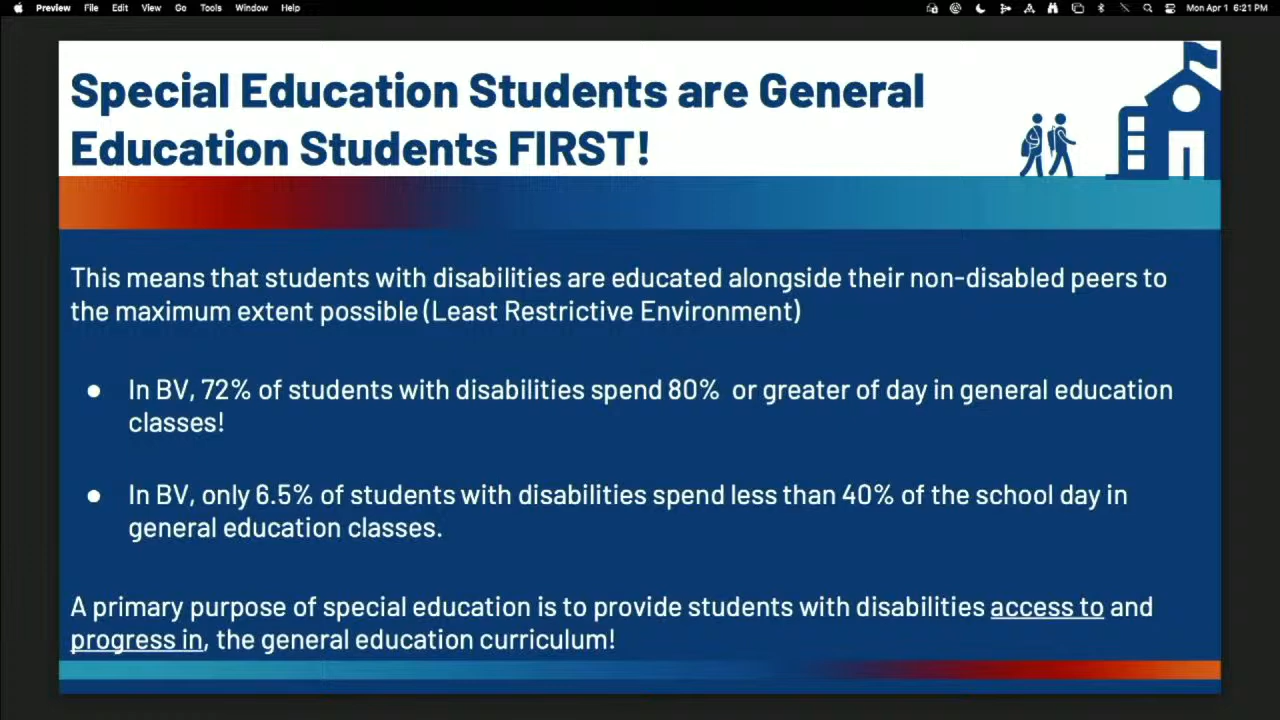 Preview File Edit View Go Tools Window Help Mon Apr 1 6:21 PM
Special Education Students are General
Education Students FIRST!
This means that students with disabilities are educated alongside their non-disabled peers to
the maximum extent possible (Least Restrictive Environment)
● In BV, 72% of students with disabilities spend 80% or greater of day in general education
classes!
● In BV, only 6.5% of students with disabilities spend less than 40% of the school day in
general education classes.
A primary purpose of special education is to provide students with disabilities access to and
progress in, the general education curriculum!